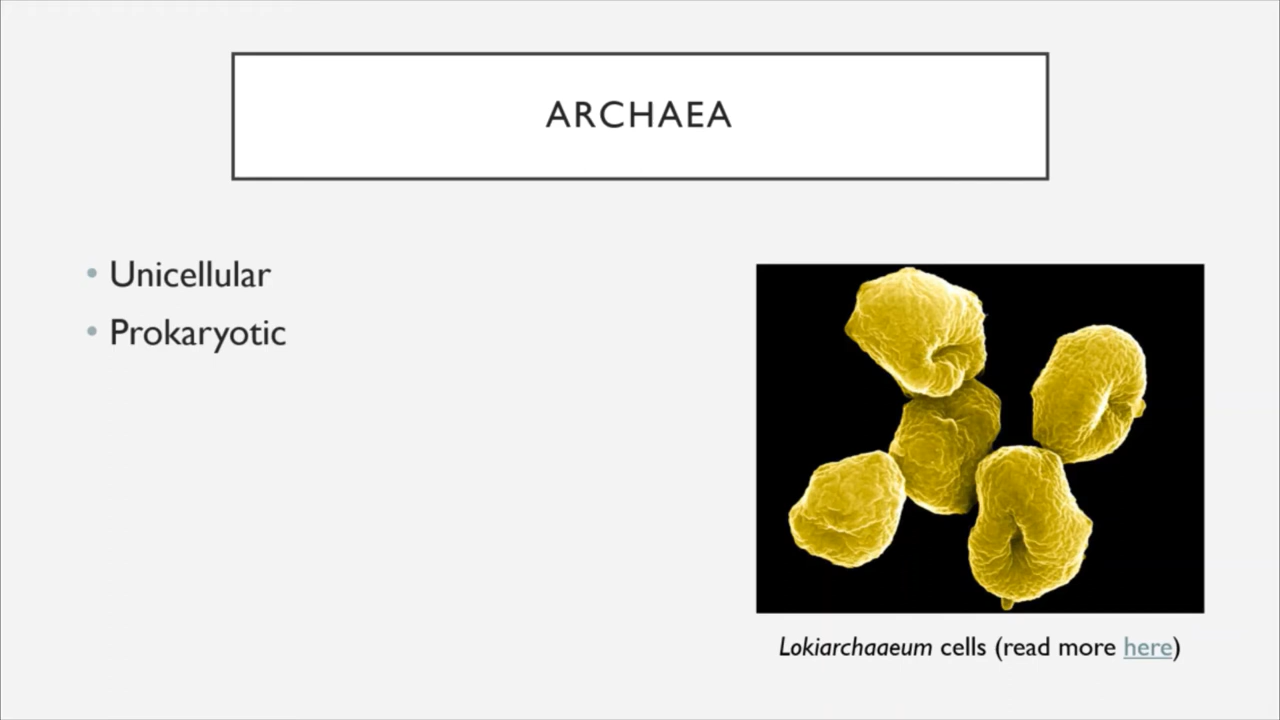 ARCHAEA
• Unicellular
• Prokaryotic
Lokiarchaaeum cells (read more here)